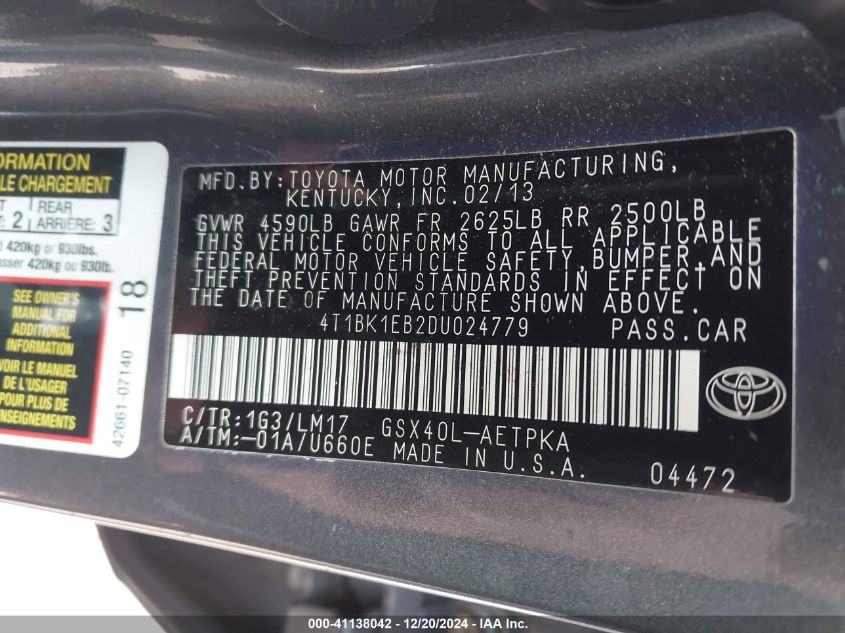 ORMATION
LE CHARGEMENT
2
REAR
ARRIÈRE: 3
420kg or 930lbs.
asser 420kg ou 930lb.
SEE OWNER'S
MANUAL FOR
ADDITIONAL
INFORMATION
VOIR LE MANUEL
DE L'USAGER
POUR PLUS DE
RENSEIGNEMENTS
18
42661-07140
MFD.BY:TOYOTA MOTOR MANUFACTURING,
KENTUCKY, INC.02/13
GVWR 4590LB GAWR FR 2625LB RR 2500LB
THIS VEHICLE CONFORMS TO ALL APPLICABLE
FEDERAL MOTOR VEHICLE SAFETY,BUMPER,AND
THEFT PREVENTION STANDARDS IN EFFECT ON
THE DATE OF MANUFACTURE SHOWN ABOVE.
4T1BK1EB2DU024779 PASS.CAR
C/TR:1G3/LM17 GSX40L-AETPKA
A/TM:-01A/U660E MADE IN U.S.A. 04472
000-41138042 - 12/20/2024 - IAA Inc.